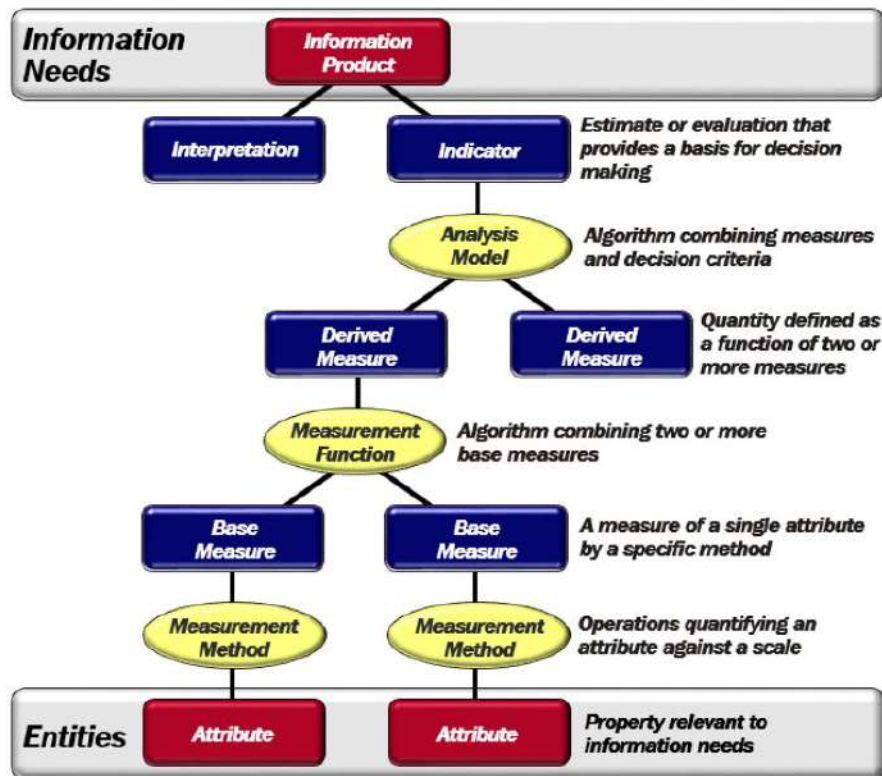 Information
Needs
Information
Product
Interpretation
Indicator
Estimate or evaluation that
provides a basis for decision
making
Analysis
Model
Algorithm combining measures
and decision criteria
Derived
Measure
Derived
Measure
Quantity defined as
a function of two or
more measures
Measurement
Function
Algorithm combining two or more
base measures
Base
Measure
Base
Measure
A measure of a single attribute
by a specific method
Measurement
Method
Measurement
Method
Operations quantifying an
attribute against a scale
Entities
Attribute
Attribute
Property relevant to
information needs